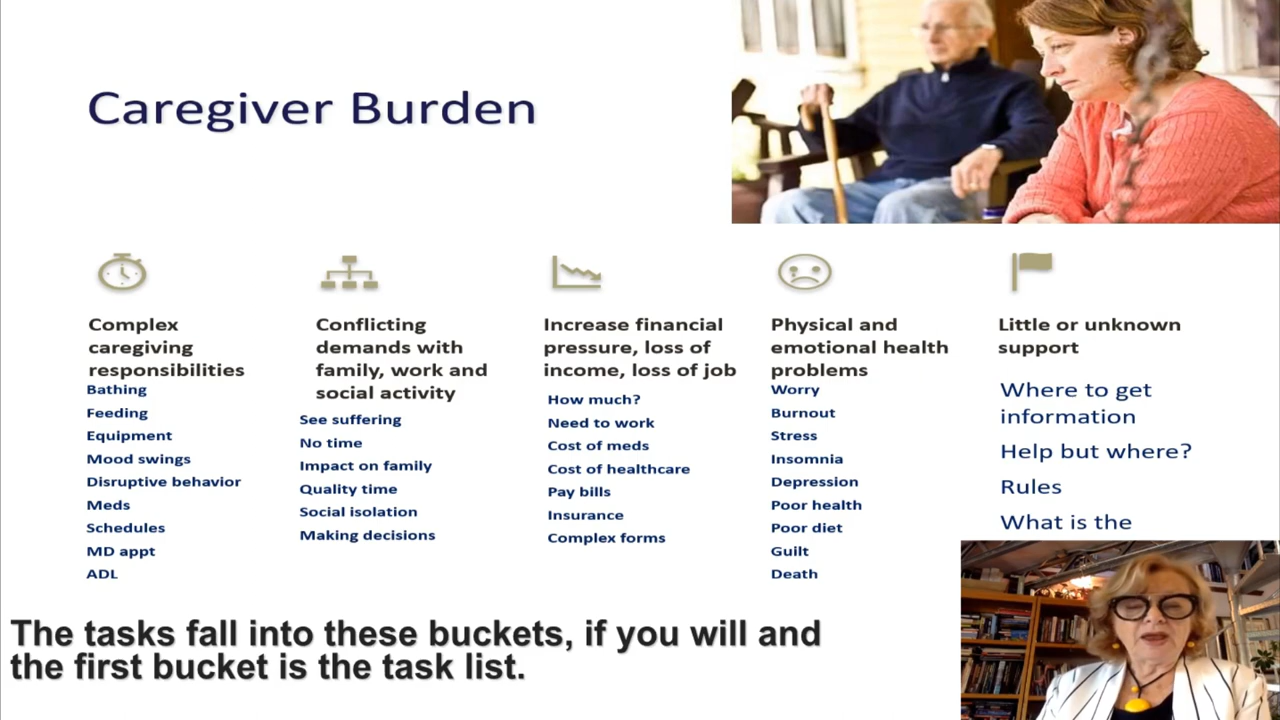 Caregiver Burden
Complex
caregiving
responsibilities
Bathing
Feeding
Equipment
Mood swings
Disruptive behavior
Meds
Schedules
MD appt
ADL
Conflicting
demands with
family, work and
social activity
See suffering
No time
Impact on family
Quality time
Social isolation
Making decisions
Increase financial
pressure, loss of
income, loss of job
How much?
Need to work
Cost of meds
Cost of healthcare
Pay bills
Insurance
Complex forms
Physical and
emotional health
problems
Worry
Burnout
Stress
Insomnia
Depression
Poor health
Poor diet
Guilt
Death
Little or unknown
support
Where to get
information
Help but where?
Rules
What is the
The tasks fall into these buckets, if you will and
the first bucket is the task list.